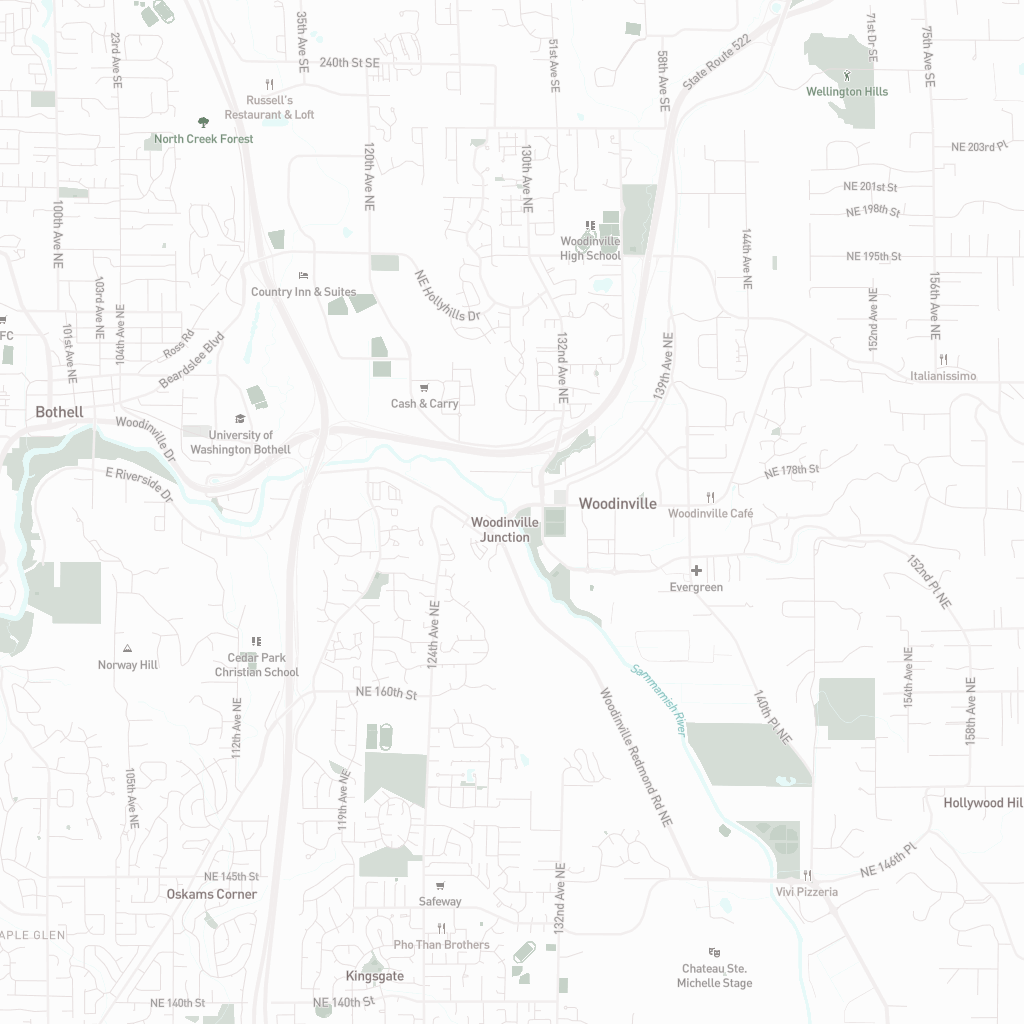 35th Ave SE
23rd Ave SE
240th St SE
51st Ave SE
58th Ave SE
State Route 522
71st Dr SE
75th Ave SE
Wellington Hills
Russell's
Restaurant & Loft
North Creek Forest
120th Ave NE
130th Ave NE
NE 203rd Pl
NE 201st St
NE 198th St
100th Ave NE
Woodinville
High School
144th Ave NE
NE 195th St
Country Inn & Suites
NE Hollyhills Dr
103rd Ave NE
104th Ave NE
101st Ave NE
FC
Ross Rd
Beardslee Blvd
152nd Ave NE
156th Ave NE
132nd Ave NE
139th Ave NE
Italianissimo
Cash & Carry
Bothell
Woodinville Dr
University of
Washington Bothell
E Riverside Dr
NE 178th St
Woodinville
Woodinville Café
Woodinville
Junction
Evergreen
152nd Pl NE
124th Ave NE
Norway Hill
Cedar Park
Christian School
Sammamish River
NE 160th St
112th Ave NE
140th Pl NE
154th Ave NE
158th Ave NE
Woodinville Redmond Rd NE
105th Ave NE
119th Ave NE
Hollywood Hil
NE 146th Pl
NE 145th St
Oskams Corner
Safeway
132nd Ave NE
Vivi Pizzeria
APLE GLEN
Pho Than Brothers
Kingsgate
Chateau Ste.
Michelle Stage
NE 140th St
NE 140th St